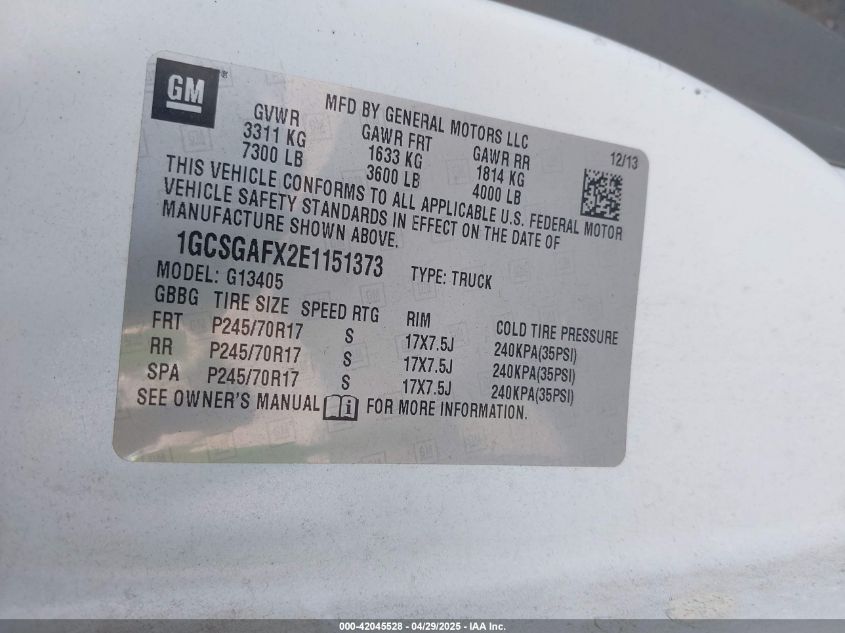 GM
MFD BY GENERAL MOTORS LLC
12/13
GVWR GAWR FRT GAWR RR
3311 KG 1633 KG 1814 KG
7300 LB 3600 LB 4000 LB
THIS VEHICLE CONFORMS TO ALL APPLICABLE U.S. FEDERAL MOTOR
VEHICLE SAFETY STANDARDS IN EFFECT ON THE DATE OF
MANUFACTURE SHOWN ABOVE.
1GCSGAFX2E1151373 TYPE: TRUCK
MODEL: G13405
GBBG TIRE SIZE SPEED RTG RIM COLD TIRE PRESSURE
FRT P245/70R17 S 17X7.5J 240KPA(35PSI)
RR P245/70R17 S 17X7.5J 240KPA(35PSI)
SPA P245/70R17 S 17X7.5J 240KPA(35PSI)
SEE OWNER'S MANUAL FOR MORE INFORMATION.
000-42045528 - 04/29/2025 - IAA Inc.